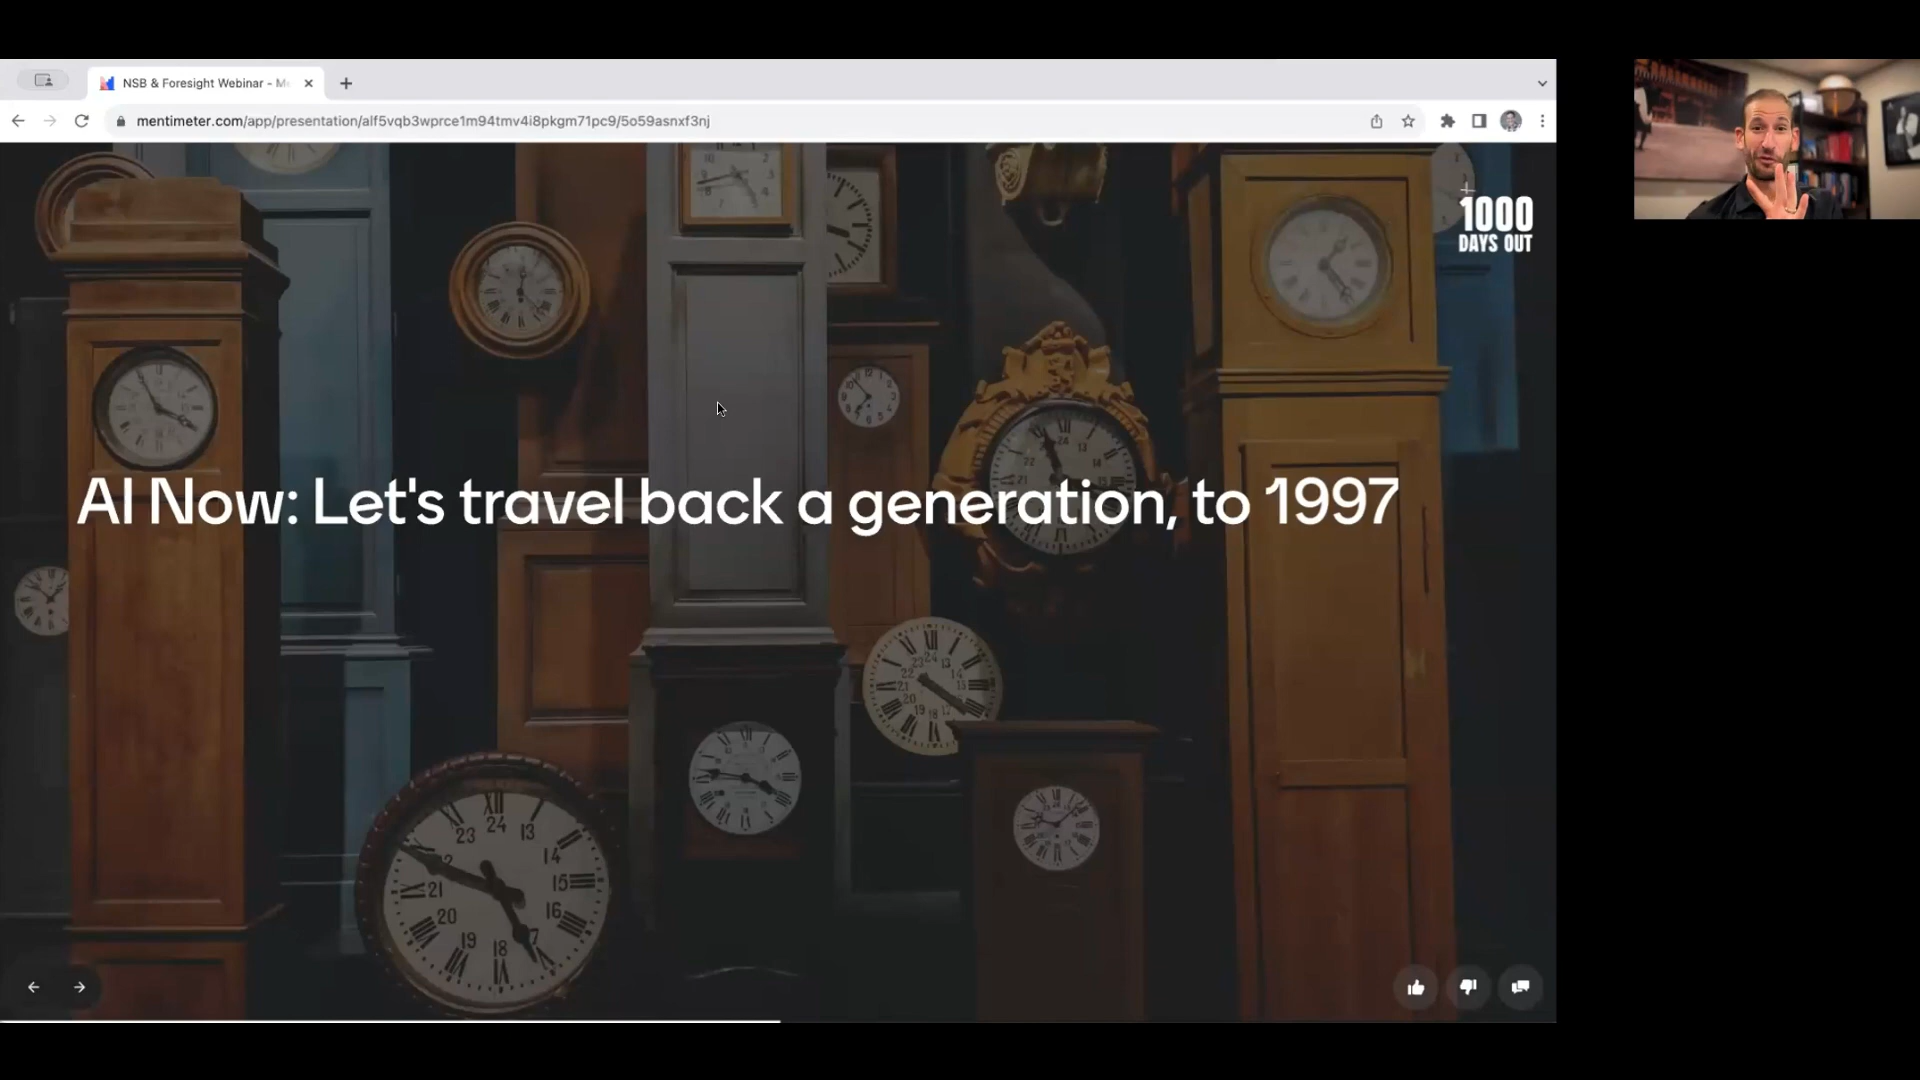 NSB & Foresight Webinar - M
mentimeter.com/app/presentation/alf5vqb3wprce1m94tmv4i8pkgm71pc9/5o59asnxf3nj
1000
DAYS OUT
AI Now: Let's travel back a generation, to 1997